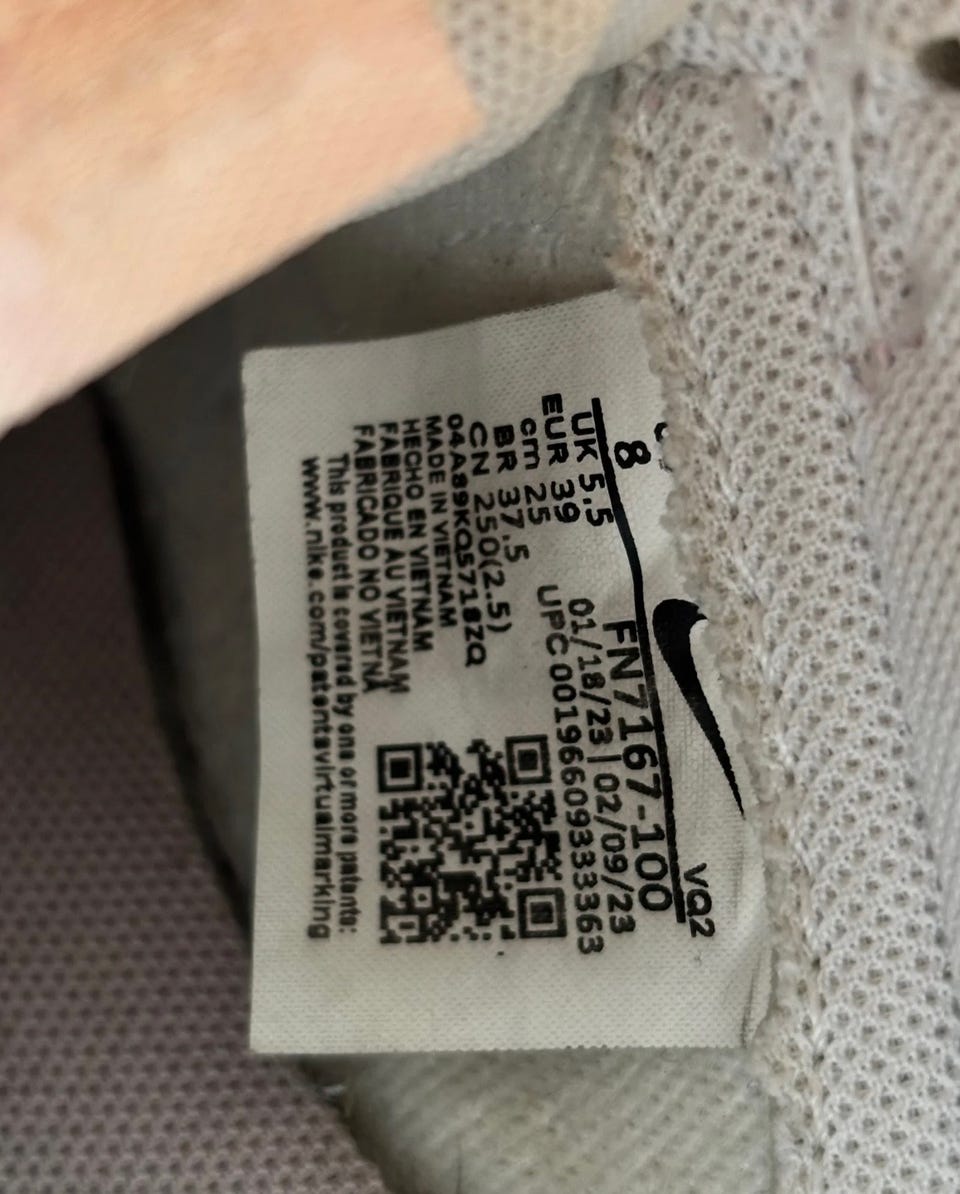 8
VQ2
UK 5.5
EUR 39
cm 25
BR 37.5
CN 250(2.5)
FN7167-100
01/18/23 | 02/09/23
UPC 00196609333363
04A89KQ5718ZQ
MADE IN VIETNAM
HECHO EN VIETNAM
FABRIQUE AU VIETNAM
FABRICADO NO VIETNÃ
This product is covered by one or more patents:
www.nike.com/patentsvirtualmarking